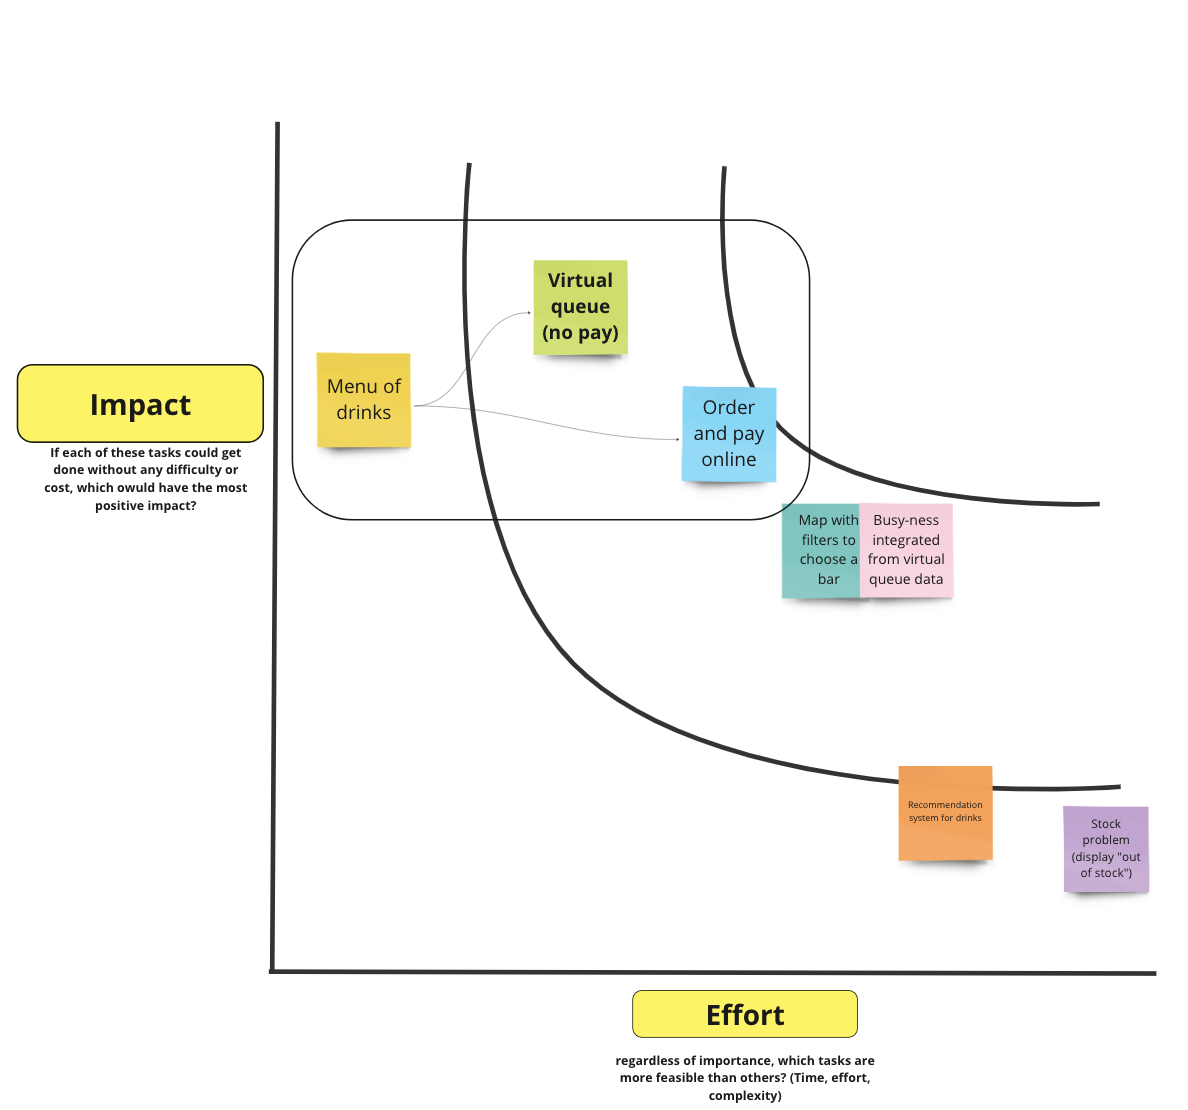 Virtual
queue
(no pay)
Menu of
drinks
Order
and pay
online
Impact
If each of these tasks could get
done without any difficulty or
cost, which owuld have the most
positive impact?
Map with
filters to
choose a
bar
Busy-ness
integrated
from virtual
queue data
Recommendation
system for drinks
Stock
problem
(display "out
of stock")
Effort
regardless of importance, which tasks are
more feasible than others? (Time, effort,
complexity)